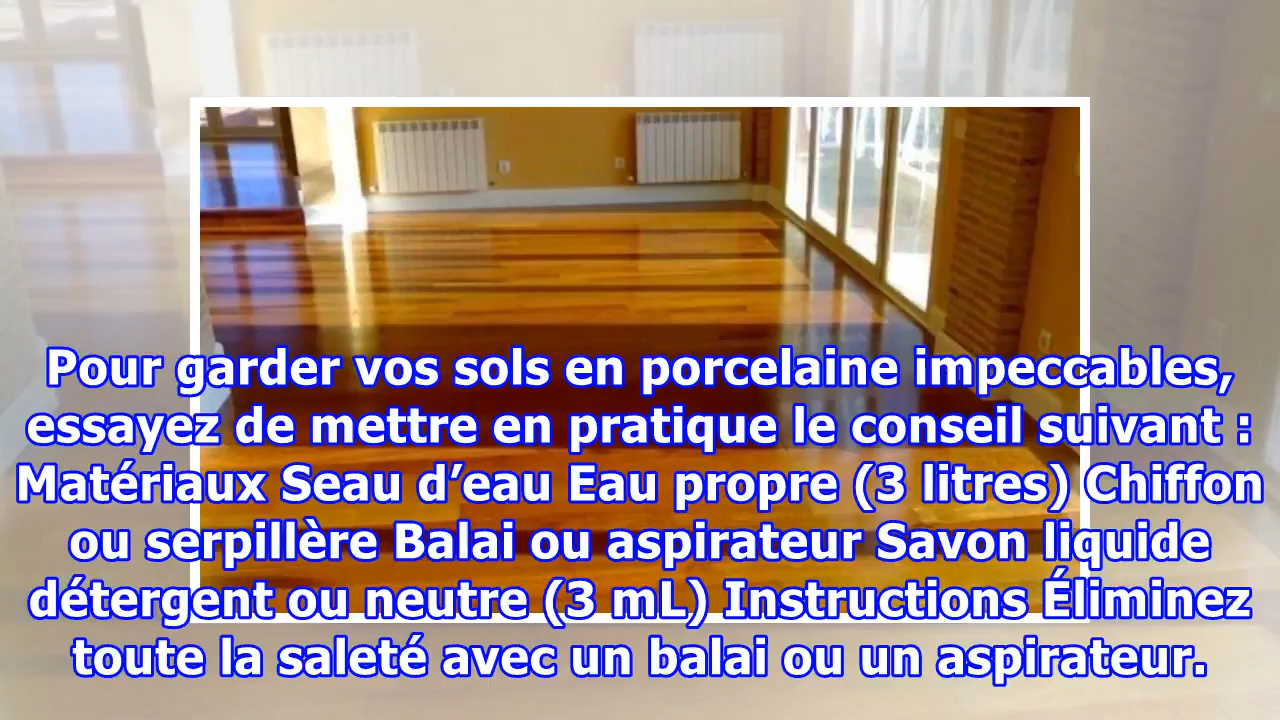 Pour garder vos sols en porcelaine impeccables,
essayez de mettre en pratique le conseil suivant :
Matériaux Seau d’eau Eau propre (3 litres) Chiffon
ou serpillère Balai ou aspirateur Savon liquide
détergent ou neutre (3 mL) Instructions Éliminez
toute la saleté avec un balai ou un aspirateur.